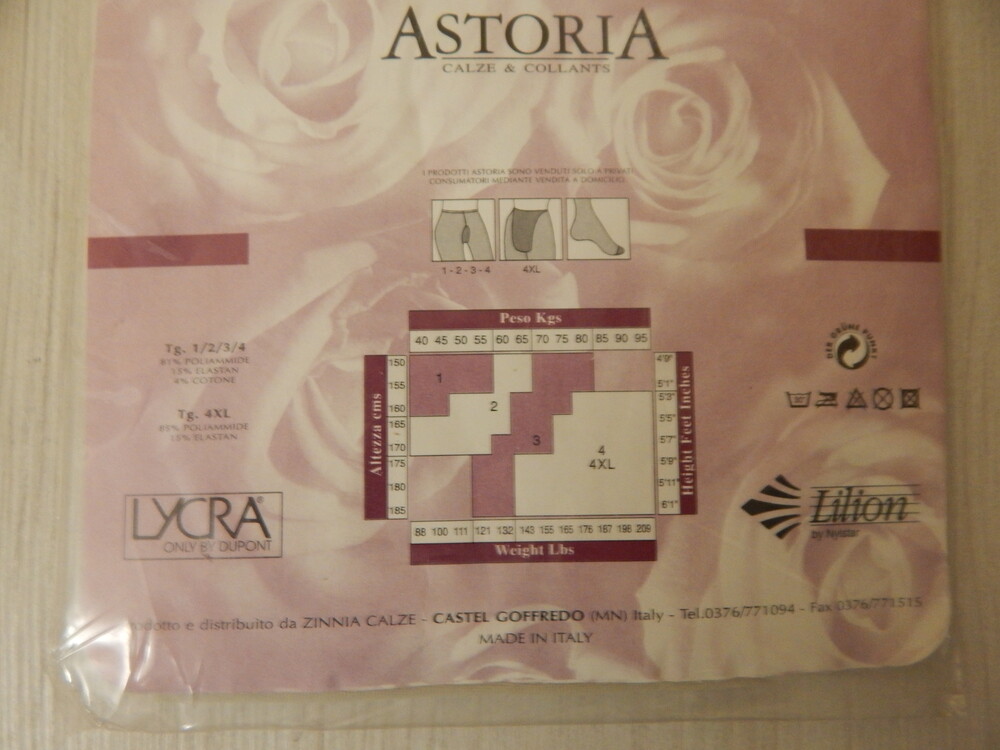 ASTORIA
CALZE & COLLANTS
I PRODOTTI ASTORIA SONO VENDUTI SOLO A PRIVATI
CONSUMATORI MEDIANTE VENDITA A DOMICILIO.
1 - 2 - 3 - 4
4XL
Peso Kgs
40 45 50 55 60 65 70 75 80 85 90 95
Tg. 1/2/3/4
81% POLIAMMIDE
15% ELASTAN
4% COTONE
Tg. 4XL
85% POLIAMMIDE
15% ELASTAN
Altezza cms
150
155
160
165
170
175
180
185
1
2
3
4
4XL
4'9"
5'1"
5'3"
5'5"
5'7"
5'9"
5'11"
6'1"
Height Feet Inches
88 100 111 121 132 143 155 165 176 187 198 209
Weight Lbs
DER GRÜNE PUNKT
LYCRA®
ONLY BY DUPONT
Lilion
by Nylstar
odotto e distribuito da ZINNIA CALZE - CASTEL GOFFREDO (MN) Italy - Tel.0376/771094 - Fax 0376/771515
MADE IN ITALY